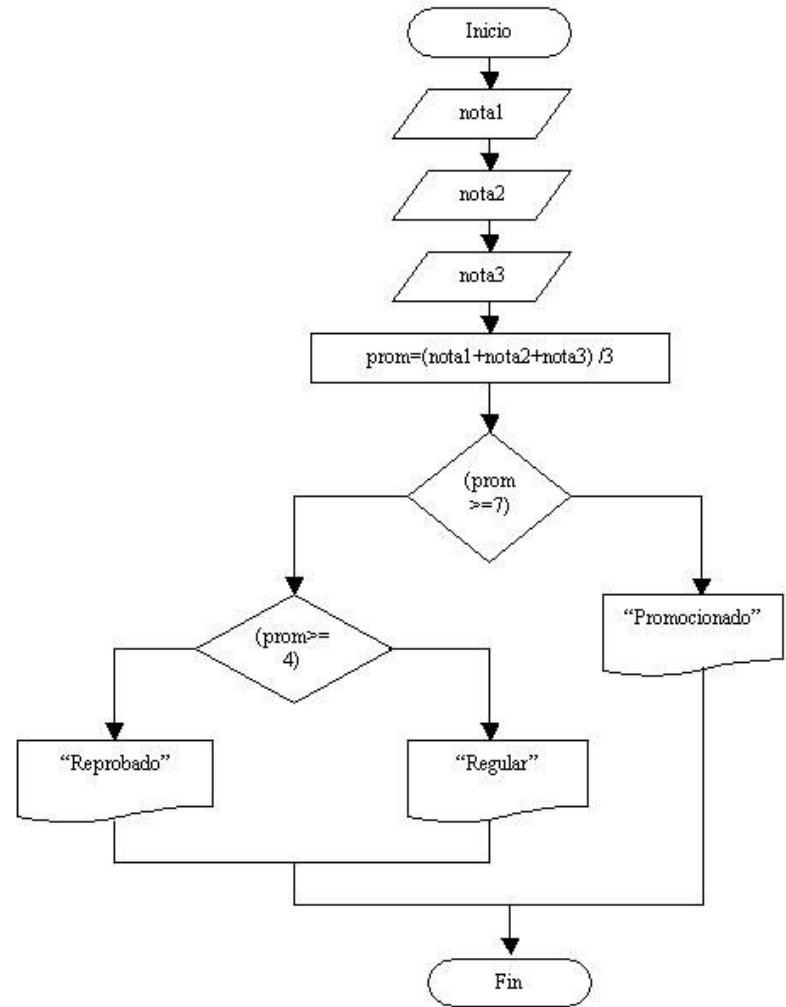 Inicio
nota1
nota2
nota3
prom=(nota1+nota2+nota3) /3
(prom
>=7)
(prom>=
4)
“Promocionado”
“Reprobado”
“Regular”
Fin